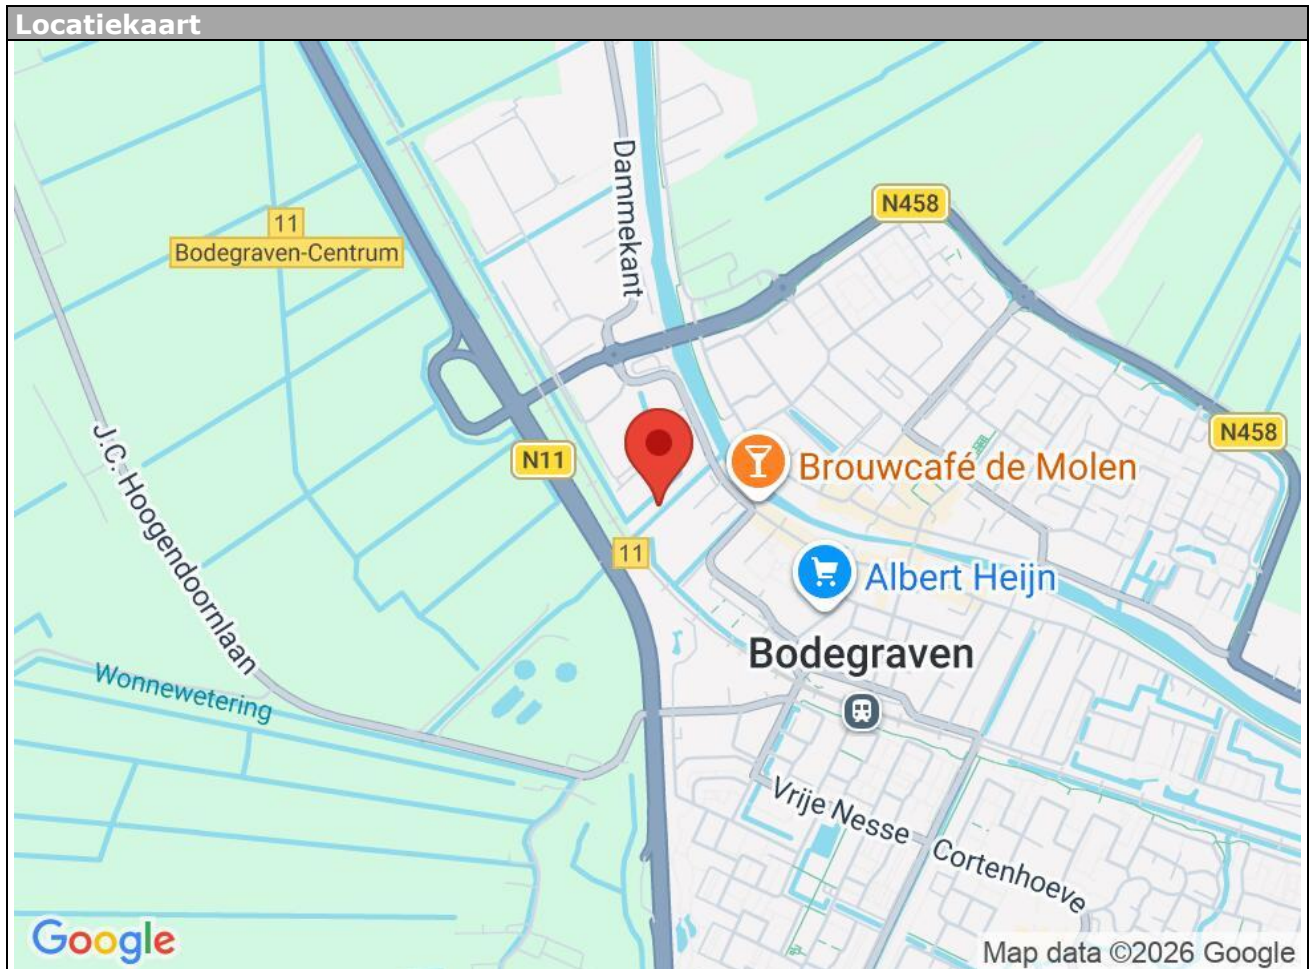 Locatiekaart
Dammekant
N458
11
Bodegraven-Centrum
N458
J.C. Hoogendoornlaan
N11
Brouwcafé de Molen
11
Albert Heijn
Bodegraven
Wonnewetering
Vrije Nesse
Cortenhoeve
Google
Map data ©2026 Google